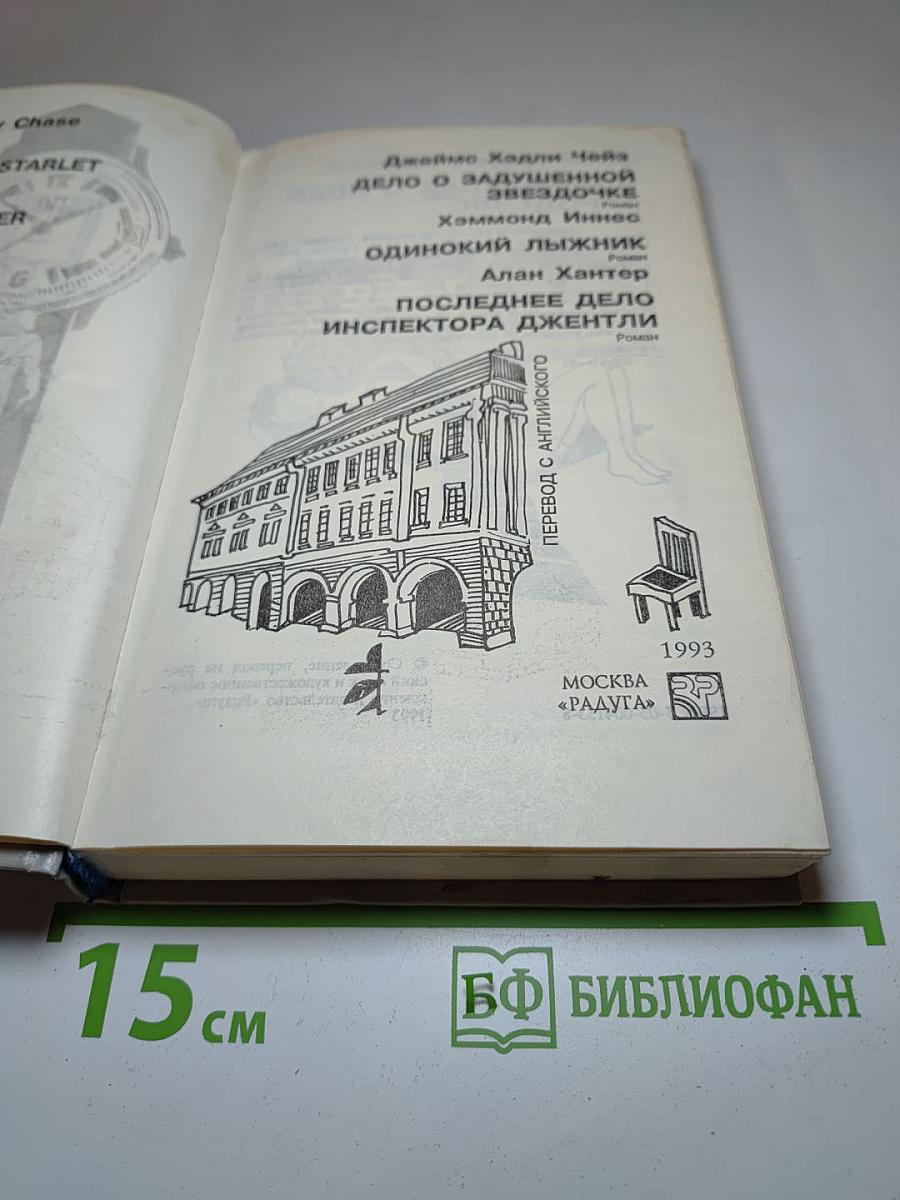 Chase
STARLET
ER
Джеймс Хэдли Чейз
ДЕЛО О ЗАДУШЕННОЙ
ЗВЕЗДОЧКЕ
Роман
Хэммонд Иннес
ОДИНОКИЙ ЛЫЖНИК
Роман
Алан Хантер
ПОСЛЕДНЕЕ ДЕЛО
ИНСПЕКТОРА ДЖЕНТЛИ
Роман
ПЕРЕВОД С АНГЛИЙСКОГО
1993
МОСКВА
«РАДУГА»
15 см
БФ БИБЛИОФАН